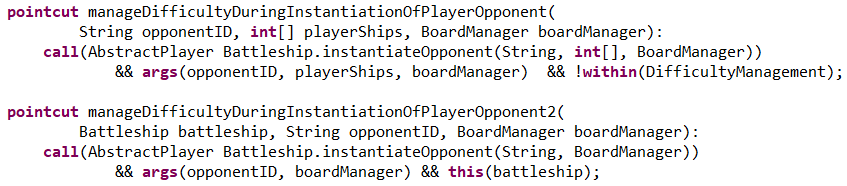 pointcut manageDifficultyDuringInstantiationOfPlayerOpponent(
        String opponentID, int[] playerShips, BoardManager boardManager):
    call(AbstractPlayer Battleship.instantiateOpponent(String, int[], BoardManager))
            && args(opponentID, playerShips, boardManager)  && !within(DifficultyManagement);

pointcut manageDifficultyDuringInstantiationOfPlayerOpponent2(
        Battleship battleship, String opponentID, BoardManager boardManager):
    call(AbstractPlayer Battleship.instantiateOpponent(String, BoardManager))
            && args(opponentID, boardManager) && this(battleship);